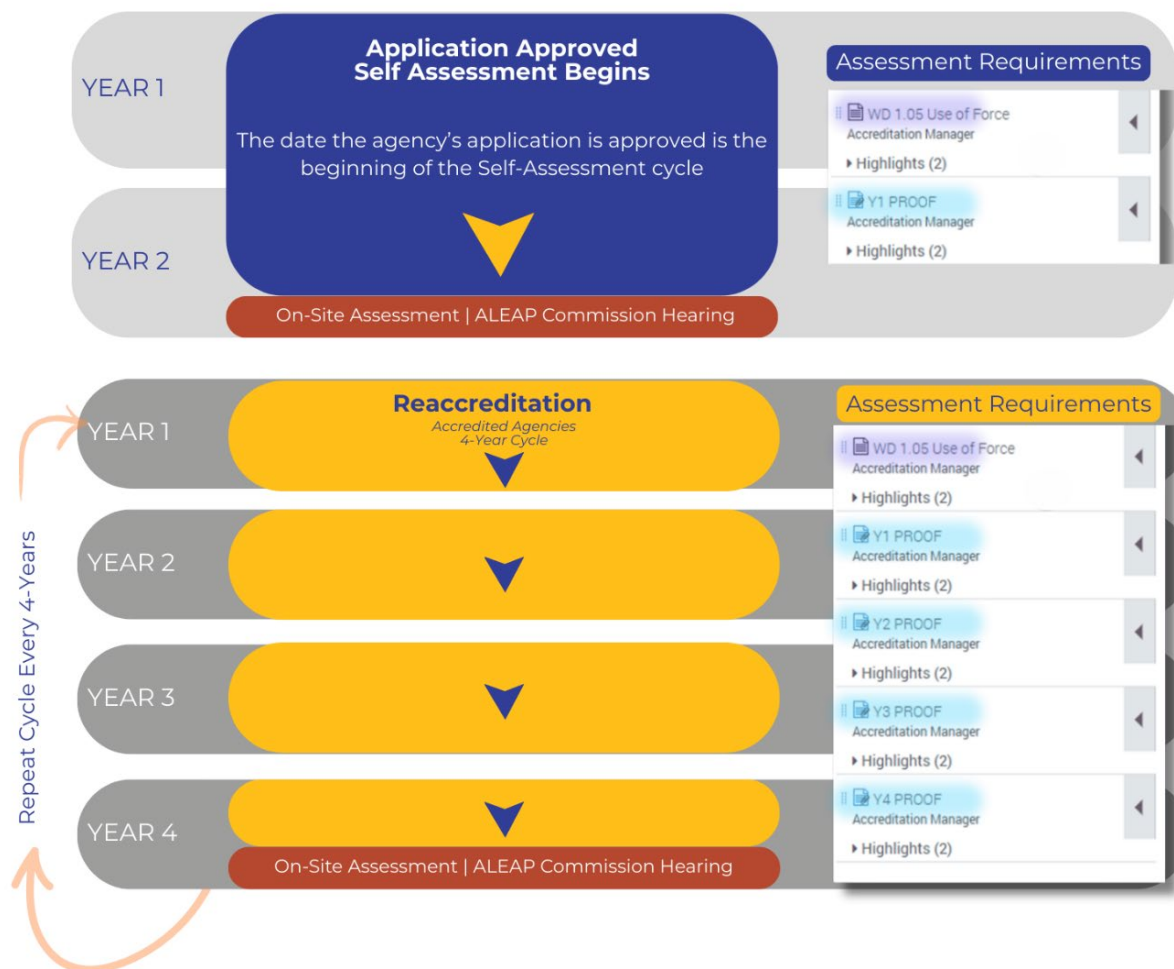 YEAR 1
Application Approved
Self Assessment Begins
The date the agency's application is approved is the
beginning of the Self-Assessment cycle
YEAR 2
On-Site Assessment | ALEAP Commission Hearing
Assessment Requirements
WD 1.05 Use of Force
Accreditation Manager
Highlights (2)
Y1 PROOF
Accreditation Manager
Highlights (2)
Repeat Cycle Every 4-Years
YEAR 1
Reaccreditation
Accredited Agencies
4-Year Cycle
YEAR 2
YEAR 3
YEAR 4
On-Site Assessment | ALEAP Commission Hearing
Assessment Requirements
WD 1.05 Use of Force
Accreditation Manager
Highlights (2)
Y1 PROOF
Accreditation Manager
Highlights (2)
Y2 PROOF
Accreditation Manager
Highlights (2)
Y3 PROOF
Accreditation Manager
Highlights (2)
Y4 PROOF
Accreditation Manager
Highlights (2)